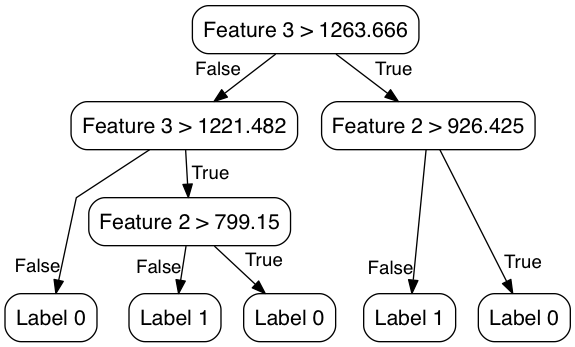 Feature 3 > 1263.666
False
True
Feature 3 > 1221.482
Feature 2 > 926.425
True
Feature 2 > 799.15
False
False
True
False
True
Label 0
Label 1
Label 0
Label 1
Label 0